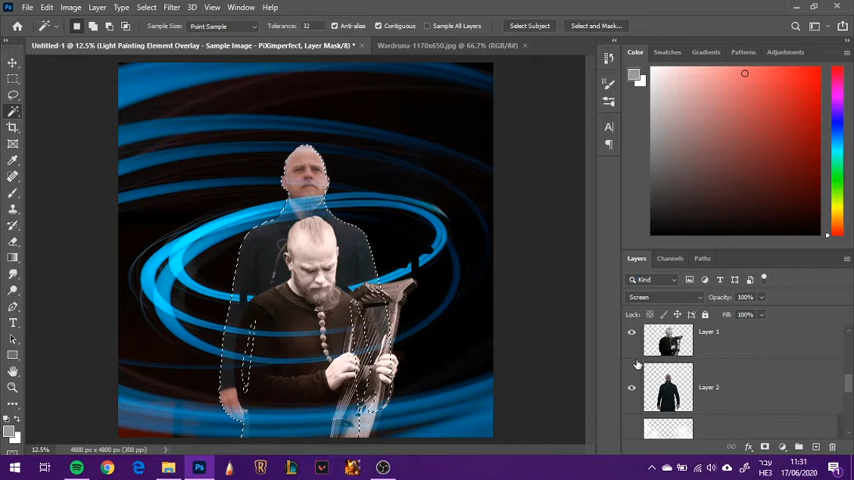 File Edit Image Layer Type Select Filter 3D View Window Help
Sample Size: Point Sample Tolerance: 32 Anti-alias Contiguous Sample All Layers Select Subject Select and Mask...
Untitled-1 @ 12.5% (Light Painting Element Overlay - Sample Image - PiXimperfect, Layer Mask/8) * × Wardruna-1170x650.jpg @ 66.7% (RGB/8#) ×
Color Swatches Gradients Patterns Adjustments
Layers Channels Paths
Kind
Screen Opacity: 100%
Lock: Fill: 100%
Layer 1
Layer 2
12.5% 4800 px x 4800 px (300 ppi)
עבר 11:31
HE3 17/06/2020